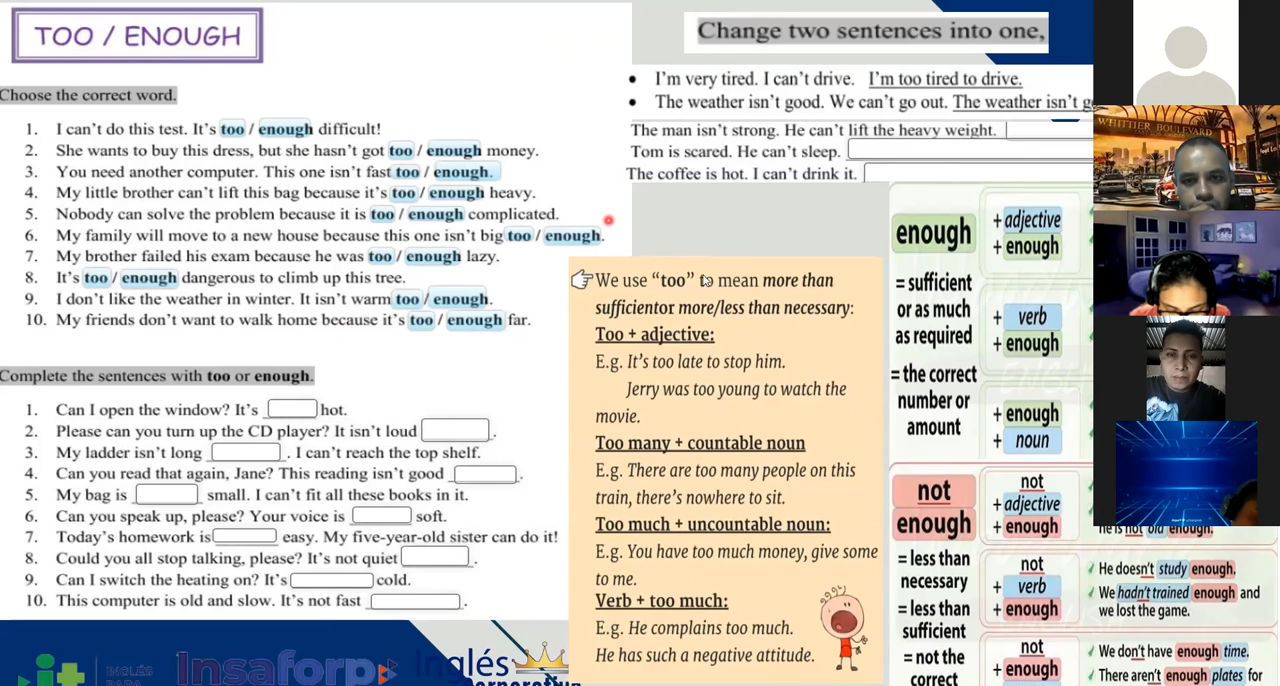 TOO / ENOUGH
Choose the correct word.
1. I can't do this test. It's too / enough difficult!
2. She wants to buy this dress, but she hasn't got too / enough money.
3. You need another computer. This one isn't fast too / enough.
4. My little brother can't lift this bag because it's too / enough heavy.
5. Nobody can solve the problem because it is too / enough complicated.
6. My family will move to a new house because this one isn't big too / enough.
7. My brother failed his exam because he was too / enough lazy.
8. It's too / enough dangerous to climb up this tree.
9. I don't like the weather in winter. It isn't warm too / enough.
10. My friends don't want to walk home because it's too / enough far.
Complete the sentences with too or enough.
1. Can I open the window? It's hot.
2. Please can you turn up the CD player? It isn't loud .
3. My ladder isn't long . I can't reach the top shelf.
4. Can you read that again, Jane? This reading isn't good .
5. My bag is small. I can't fit all these books in it.
6. Can you speak up, please? Your voice is soft.
7. Today's homework is easy. My five-year-old sister can do it!
8. Could you all stop talking, please? It's not quiet .
9. Can I switch the heating on? It's cold.
10. This computer is old and slow. It's not fast .
Change two sentences into one,
• I'm very tired. I can't drive. I'm too tired to drive.
• The weather isn't good. We can't go out. The weather isn't
The man isn't strong. He can't lift the heavy weight.
Tom is scared. He can't sleep.
The coffee is hot. I can't drink it.
We use "too" to mean more than
sufficientor more/less than necessary:
Too + adjective:
E.g. It's too late to stop him.
Jerry was too young to watch the
movie.
Too many + countable noun
E.g. There are too many people on this
train, there's nowhere to sit.
Too much + uncountable noun:
E.g. You have too much money, give some
to me.
Verb + too much:
E.g. He complains too much.
He has such a negative attitude.
enough
= sufficient
or as much
as required
= the correct
number or
amount
+ adjective
+ enough
+ verb
+ enough
+ enough
+ noun
not
enough
= less than
necessary
= less than
sufficient
= not the
correct
not
+ adjective
+ enough
not
+ verb
+ enough
not
+ enough
he is not old enough.
✓ He doesn't study enough.
✓ We hadn't trained enough and
we lost the game.
✓ We don't have enough time.
✓ There aren't enough plates for
WHITTIER BOULEVARD
INGLÉS
PARA
Insaforp
Inglés
Corporativo